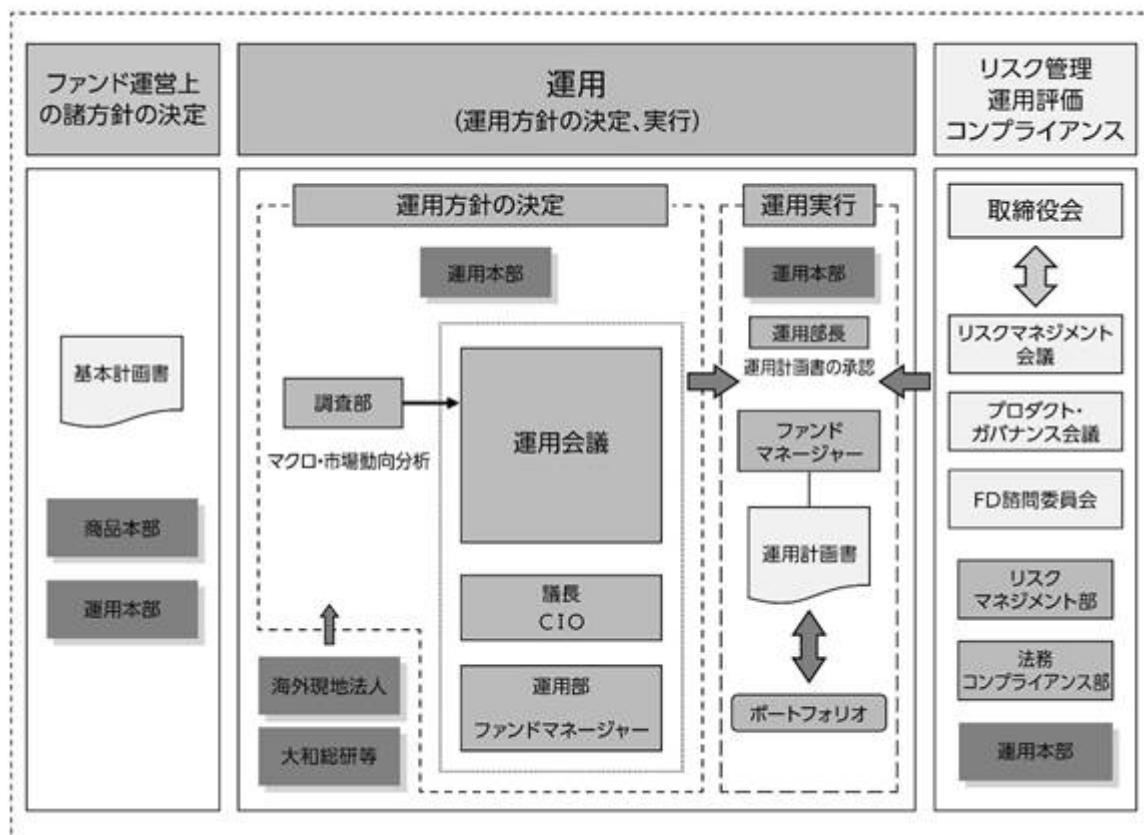 ファンド運営上
の諸方針の決定
運用
(運用方針の決定、実行)
リスク管理
運用評価
コンプライアンス
基本計画書
商品本部
運用本部
運用方針の決定
運用本部
調査部
マクロ・市場動向分析
運用会議
議長
CIO
運用部
ファンドマネージャー
海外現地法人
大和総研等
運用実行
運用本部
運用部長
運用計画書の承認
ファンド
マネージャー
運用計画書
ポートフォリオ
取締役会
リスクマネジメント
会議
プロダクト・
ガバナンス会議
FD諮問委員会
リスク
マネジメント部
法務
コンプライアンス部
運用本部